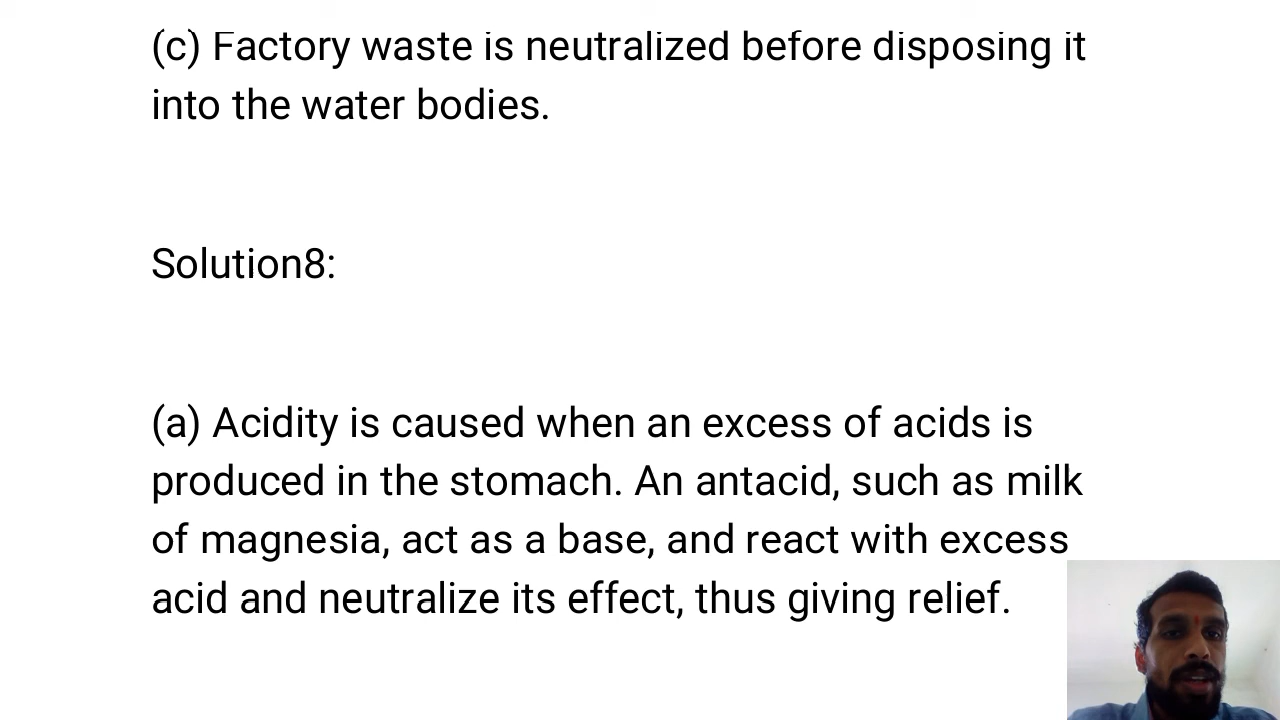 (c) Factory waste is neutralized before disposing it
into the water bodies.
Solution8:
(a) Acidity is caused when an excess of acids is
produced in the stomach. An antacid, such as milk
of magnesia, act as a base, and react with excess
acid and neutralize its effect, thus giving relief.